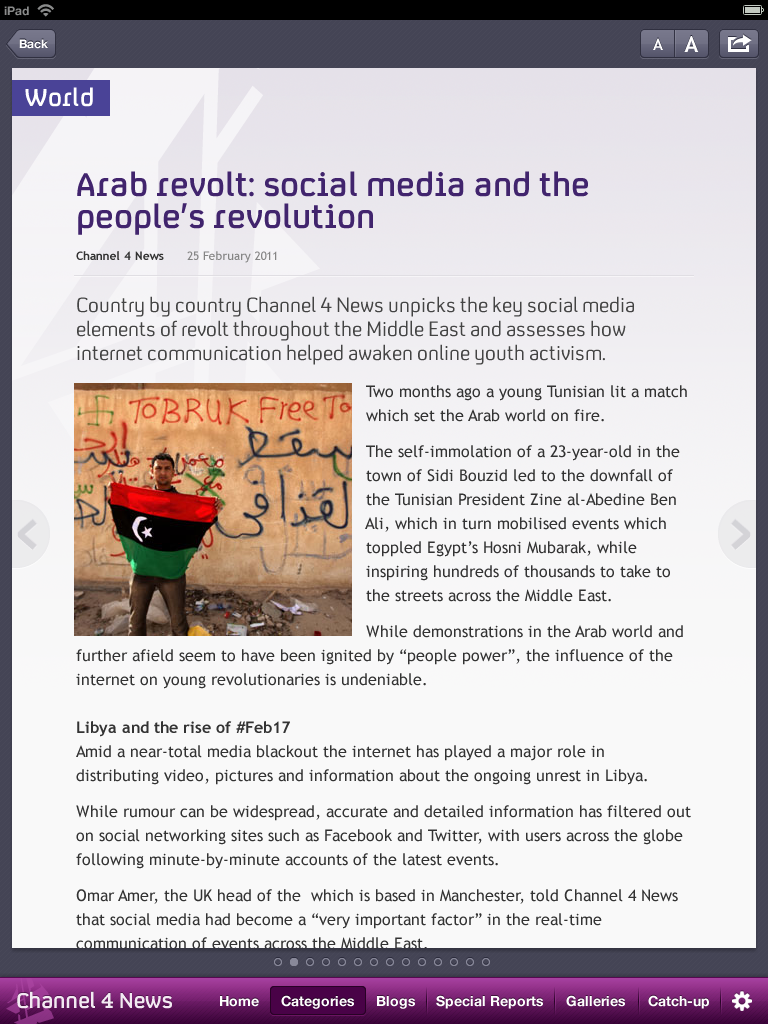 iPad
Back
A A
World
Arab revolt: social media and the
people's revolution
Channel 4 News 25 February 2011
Country by country Channel 4 News unpicks the key social media
elements of revolt throughout the Middle East and assesses how
internet communication helped awaken online youth activism.
TOBRUK Free To
سقط
القذافي
Two months ago a young Tunisian lit a match
which set the Arab world on fire.
The self-immolation of a 23-year-old in the
town of Sidi Bouzid led to the downfall of
the Tunisian President Zine al-Abedine Ben
Ali, which in turn mobilised events which
toppled Egypt's Hosni Mubarak, while
inspiring hundreds of thousands to take to
the streets across the Middle East.
While demonstrations in the Arab world and
further afield seem to have been ignited by “people power”, the influence of the
internet on young revolutionaries is undeniable.
Libya and the rise of #Feb17
Amid a near-total media blackout the internet has played a major role in
distributing video, pictures and information about the ongoing unrest in Libya.
While rumour can be widespread, accurate and detailed information has filtered out
on social networking sites such as Facebook and Twitter, with users across the globe
following minute-by-minute accounts of the latest events.
Omar Amer, the UK head of the  which is based in Manchester, told Channel 4 News
that social media had become a “very important factor” in the real-time
communication of events across the Middle East.
Channel 4 News Home Categories Blogs Special Reports Galleries Catch-up